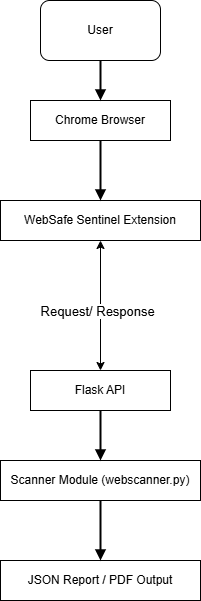 User
Chrome Browser
WebSafe Sentinel Extension
Request/ Response
Flask API
Scanner Module (webscanner.py)
JSON Report / PDF Output